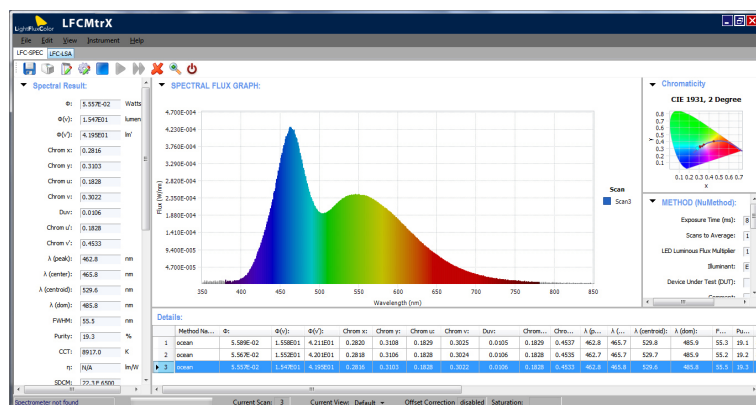 LightFluxColor LFCMtrX
File Edit View Instrument Help
LFC-SPEC LFC-LSA
Spectral Result:
Φ: 5.557E-02 Watts
Φ(v): 1.547E01 lumen
Φ(v'): 4.195E01 lm'
Chrom x: 0.2816
Chrom y: 0.3103
Chrom u: 0.1828
Chrom v: 0.3022
Duv: 0.0106
Chrom u': 0.1828
Chrom v': 0.4533
λ (peak): 462.8 nm
λ (center): 465.8 nm
λ (centroid): 529.6 nm
λ (dom): 485.8 nm
FWHM: 55.5 nm
Purity: 19.3 %
CCT: 8917.0 K
η: N/A lm/W
SDCM: 22.3 F 6500
SPECTRAL FLUX GRAPH:
Flux (W/nm)
4.700E-004
4.230E-004
3.760E-004
3.290E-004
2.820E-004
2.350E-004
1.880E-004
1.410E-004
9.400E-005
4.700E-005
350 400 450 500 550 600 650 700 750 800 850
Wavelength (nm)
Scan
Scan3
Chromaticity
CIE 1931, 2 Degree
Y
0.8
0.7
0.6
0.5
0.4
0.3
0.2
0.1
0.1 0.2 0.3 0.4 0.5 0.6 0.7
x
METHOD (NuMethod):
Exposure Time (ms): 8
Scans to Average: 1
LED Luminous Flux Multiplier 1
Illuminant: E
Device Under Test (DUT):
Comment:
Details:
Method Na... Φ: Φ(v): Φ(v'): Chrom x: Chrom y: Chrom u: Chrom v: Duv: Chrom... Chro... λ (p... λ (... λ (centroid): λ (dom): F... Pu...
1 ocean 5.589E-02 1.558E01 4.211E01 0.2820 0.3108 0.1829 0.3025 0.0105 0.1829 0.4537 462.8 465.7 529.8 485.9 55.3 19.1
2 ocean 5.567E-02 1.552E01 4.201E01 0.2818 0.3106 0.1828 0.3024 0.0106 0.1828 0.4535 462.7 465.7 529.7 485.9 55.2 19.2
3 ocean 5.557E-02 1.547E01 4.195E01 0.2816 0.3103 0.1828 0.3022 0.0106 0.1828 0.4533 462.8 465.8 529.6 485.8 55.5 19.3
Spectrometer not found Current Scan: 3 Current View: Default Offset Correction disabled Saturation: